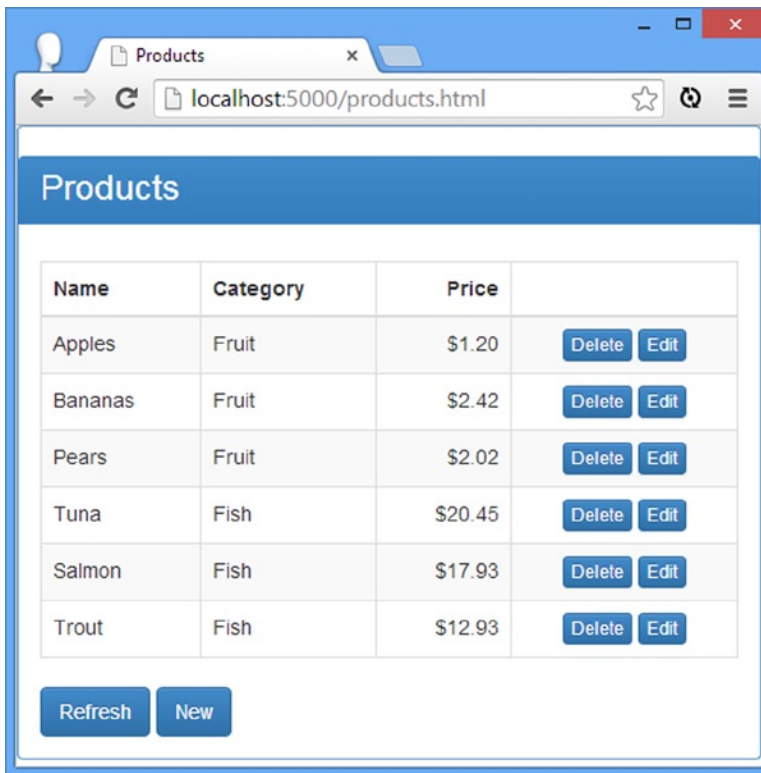 Products
localhost:5000/products.html
Products
Name Category Price
Apples Fruit $1.20 Delete Edit
Bananas Fruit $2.42 Delete Edit
Pears Fruit $2.02 Delete Edit
Tuna Fish $20.45 Delete Edit
Salmon Fish $17.93 Delete Edit
Trout Fish $12.93 Delete Edit
Refresh New